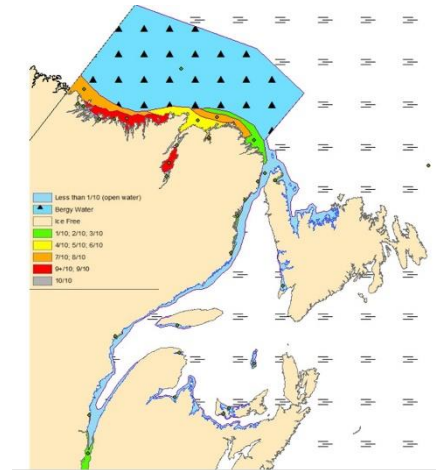 Less than 1/10 (open water)
Bergy Water
Ice Free
1/10; 2/10; 3/10
4/10; 5/10; 6/10
7/10; 8/10
9+/10; 9/10
10/10